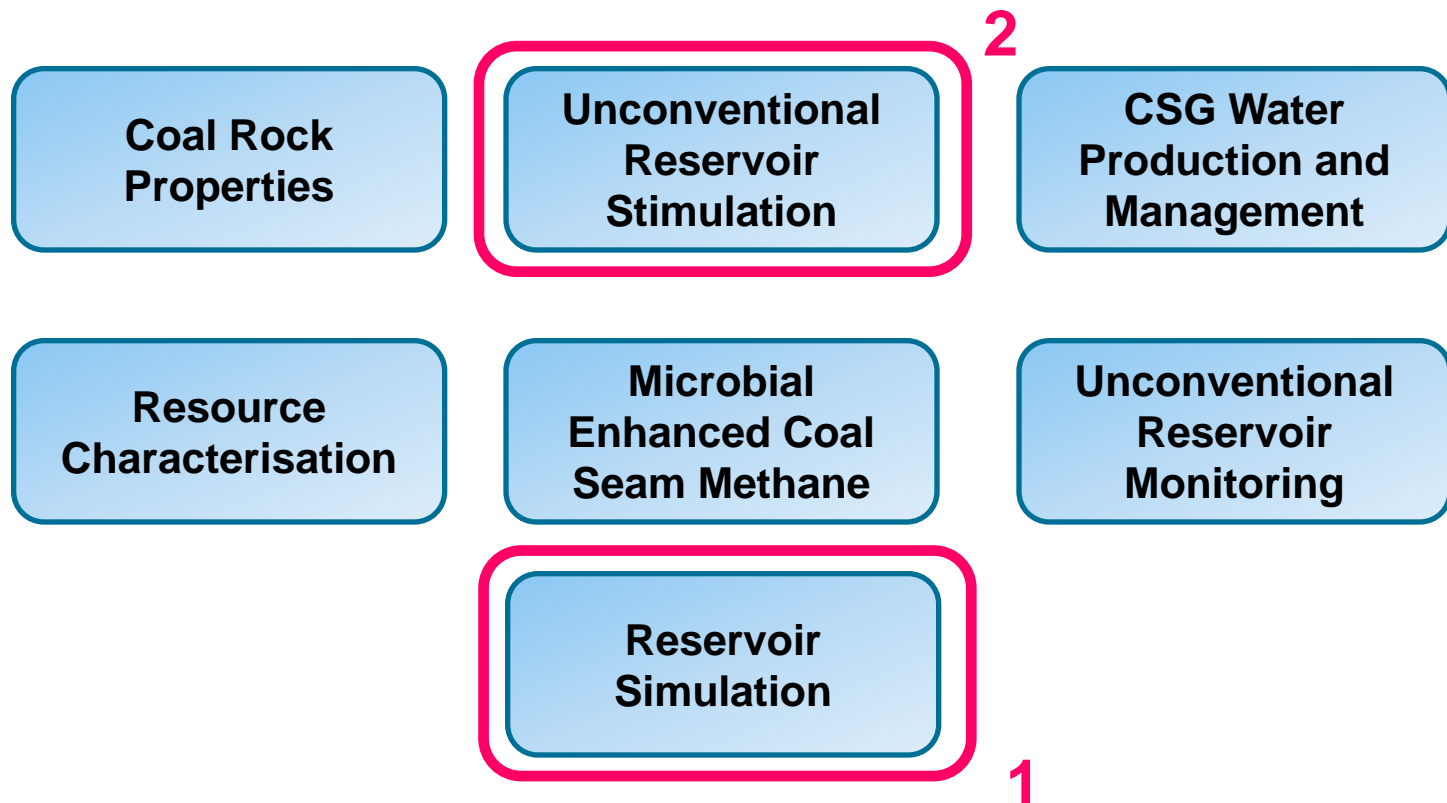 2
Coal Rock
Properties
Unconventional
Reservoir
Stimulation
CSG Water
Production and
Management
Resource
Characterisation
Microbial
Enhanced Coal
Seam Methane
Unconventional
Reservoir
Monitoring
Reservoir
Simulation
1